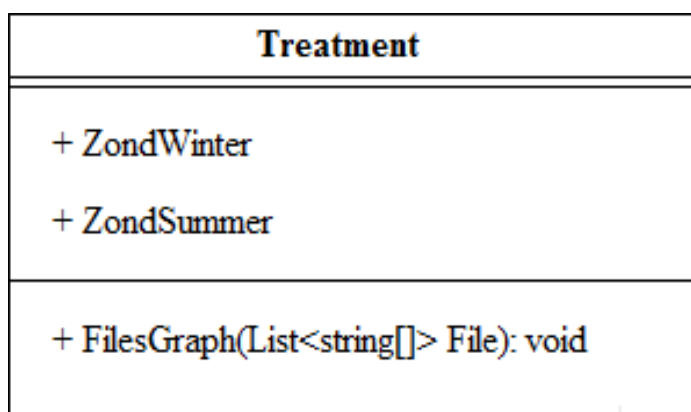 Treatment
+ ZondWinter
+ ZondSummer
+ FilesGraph(List<string[]> File): void